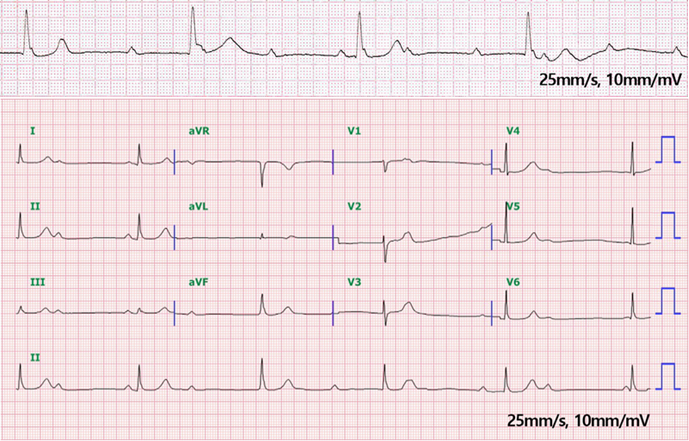 25mm/s, 10mm/mV
I aVR V1 V4
II aVL V2 V5
III aVF V3 V6
II
25mm/s, 10mm/mV